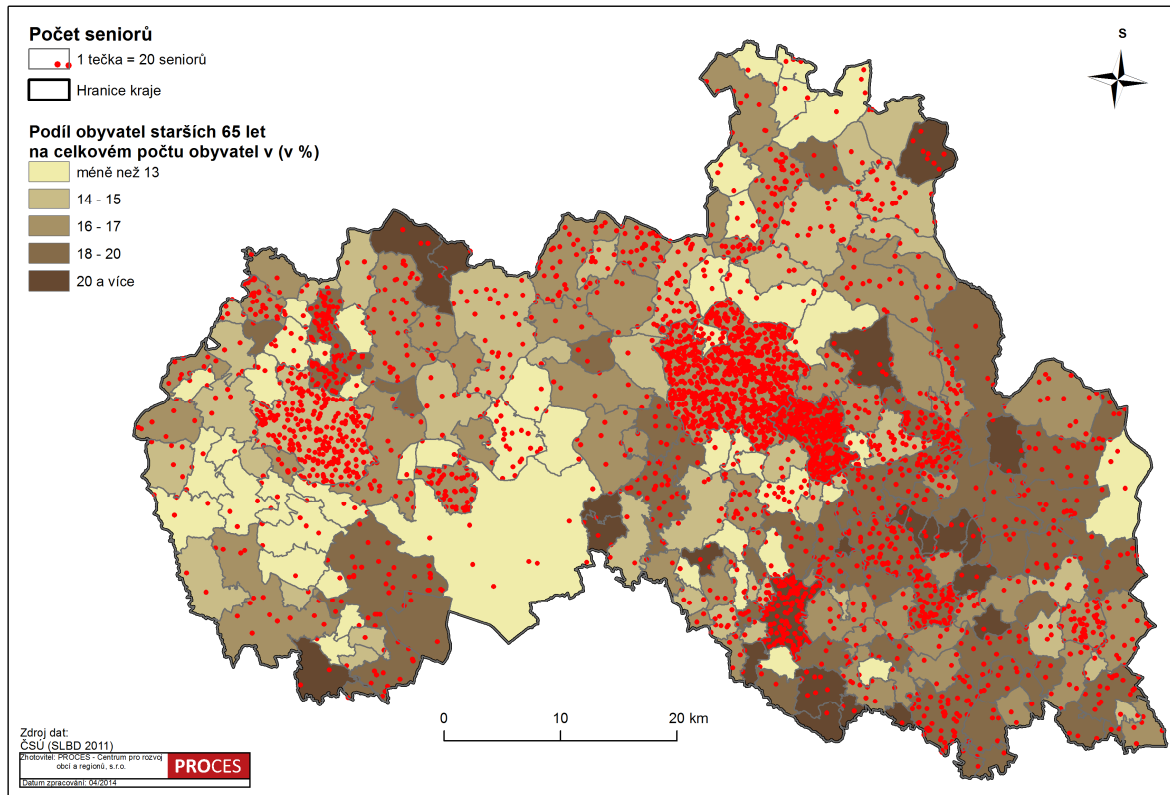 Počet seniorů
1 tečka = 20 seniorů
Hranice kraje
Podíl obyvatel starších 65 let
na celkovém počtu obyvatel v (v %)
méně než 13
14 - 15
16 - 17
18 - 20
20 a více
S
0 10 20 km
Zdroj dat:
ČSÚ (SLBD 2011)
Zhotovitel: PROCES - Centrum pro rozvoj
obcí a regionů, s.r.o.
PROCES
Datum zpracování: 04/2014